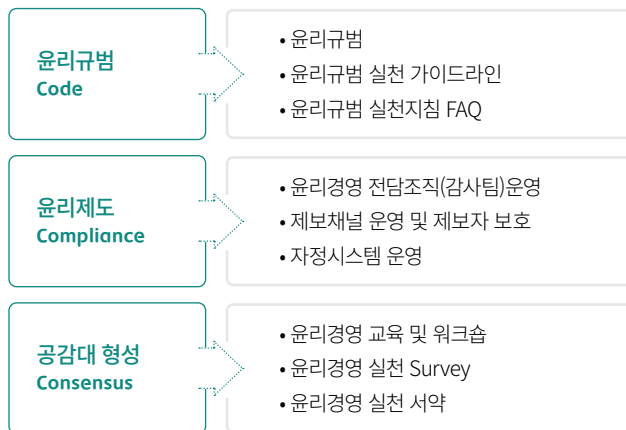 윤리규범
Code
• 윤리규범
• 윤리규범 실천 가이드라인
• 윤리규범 실천지침 FAQ
윤리제도
Compliance
• 윤리경영 전담조직(감사팀)운영
• 제보채널 운영 및 제보자 보호
• 자정시스템 운영
공감대 형성
Consensus
• 윤리경영 교육 및 워크숍
• 윤리경영 실천 Survey
• 윤리경영 실천 서약